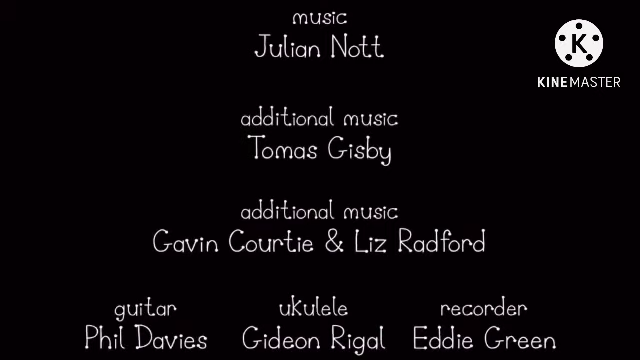 music
Julian Nott
K
KINEMASTER
additional music
Tomas Gisby
additional music
Gavin Courtie & Liz Radford
guitar ukulele recorder
Phil Davies Gideon Rigal Eddie Green